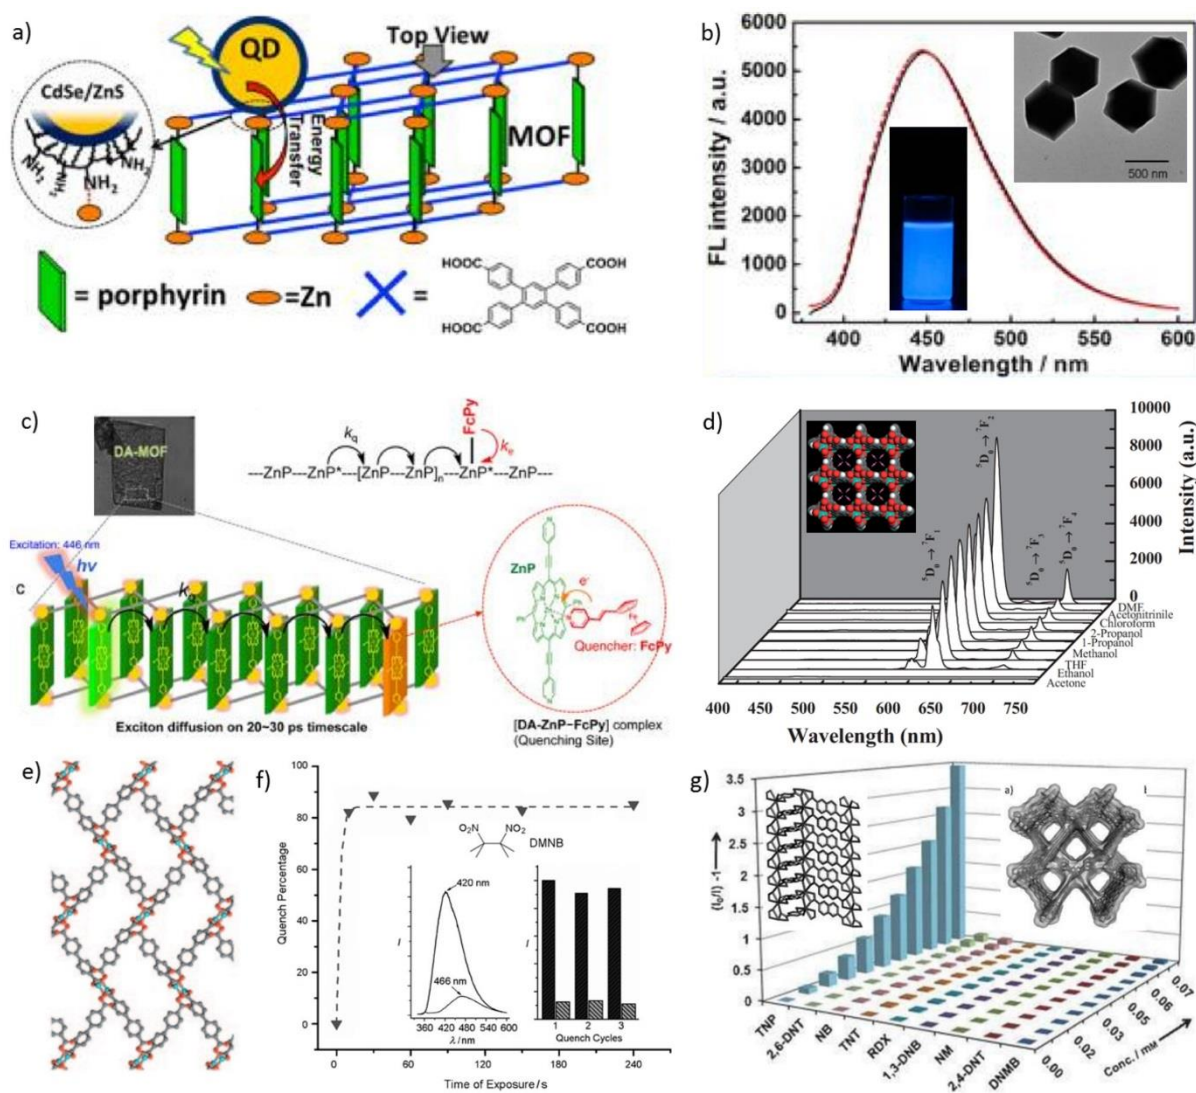 a)
QD
Top View
CdSe/ZnS
NH₂
NH₂
NH₂
NH₂
Energy
Transfer
MOF
= porphyrin
=Zn
=
HOOC
COOH
HOOC
COOH
b)
FL intensity / a.u.
6000
5000
4000
3000
2000
1000
0
500 nm
400
450
500
550
600
Wavelength / nm
c)
DA-MOF
FcPy
kq
ke
---ZnP---ZnP*---[ZnP---ZnP]n---ZnP*---ZnP---
Excitation: 446 nm
hv
c
kq
Exciton diffusion on 20~30 ps timescale
ZnP
e-
Quencher: FcPy
[DA-ZnP–FcPy] complex
(Quenching Site)
d)
10000
8000
6000
4000
2000
0
Intensity (a.u.)
⁵D₀→⁷F₁
⁵D₀→⁷F₂
⁵D₀→⁷F₃
⁵D₀→⁷F₄
DMF
Acetonitrinile
Chloroform
2-Propanol
1-Propanol
Methanol
THF
Ethanol
Acetone
400 450 500 550 600 650 700 750
Wavelength (nm)
e)
f)
Quench Percentage
100
80
60
40
20
0
O₂N
NO₂
DMNB
420 nm
466 nm
I
360 420 480 540 600
λ/nm
I
1 2 3
Quench Cycles
0 60 120 180 240
Time of Exposure/s
g)
(I₀/I) -1
3.5
3
2.5
2
1.5
1
0.5
0
a)
TNP
2,6-DNT
NB
TNT
RDX
1,3-DNB
NM
2,4-DNT
DNMB
0.00
0.02
0.03
0.05
0.06
0.07
Conc. / mM